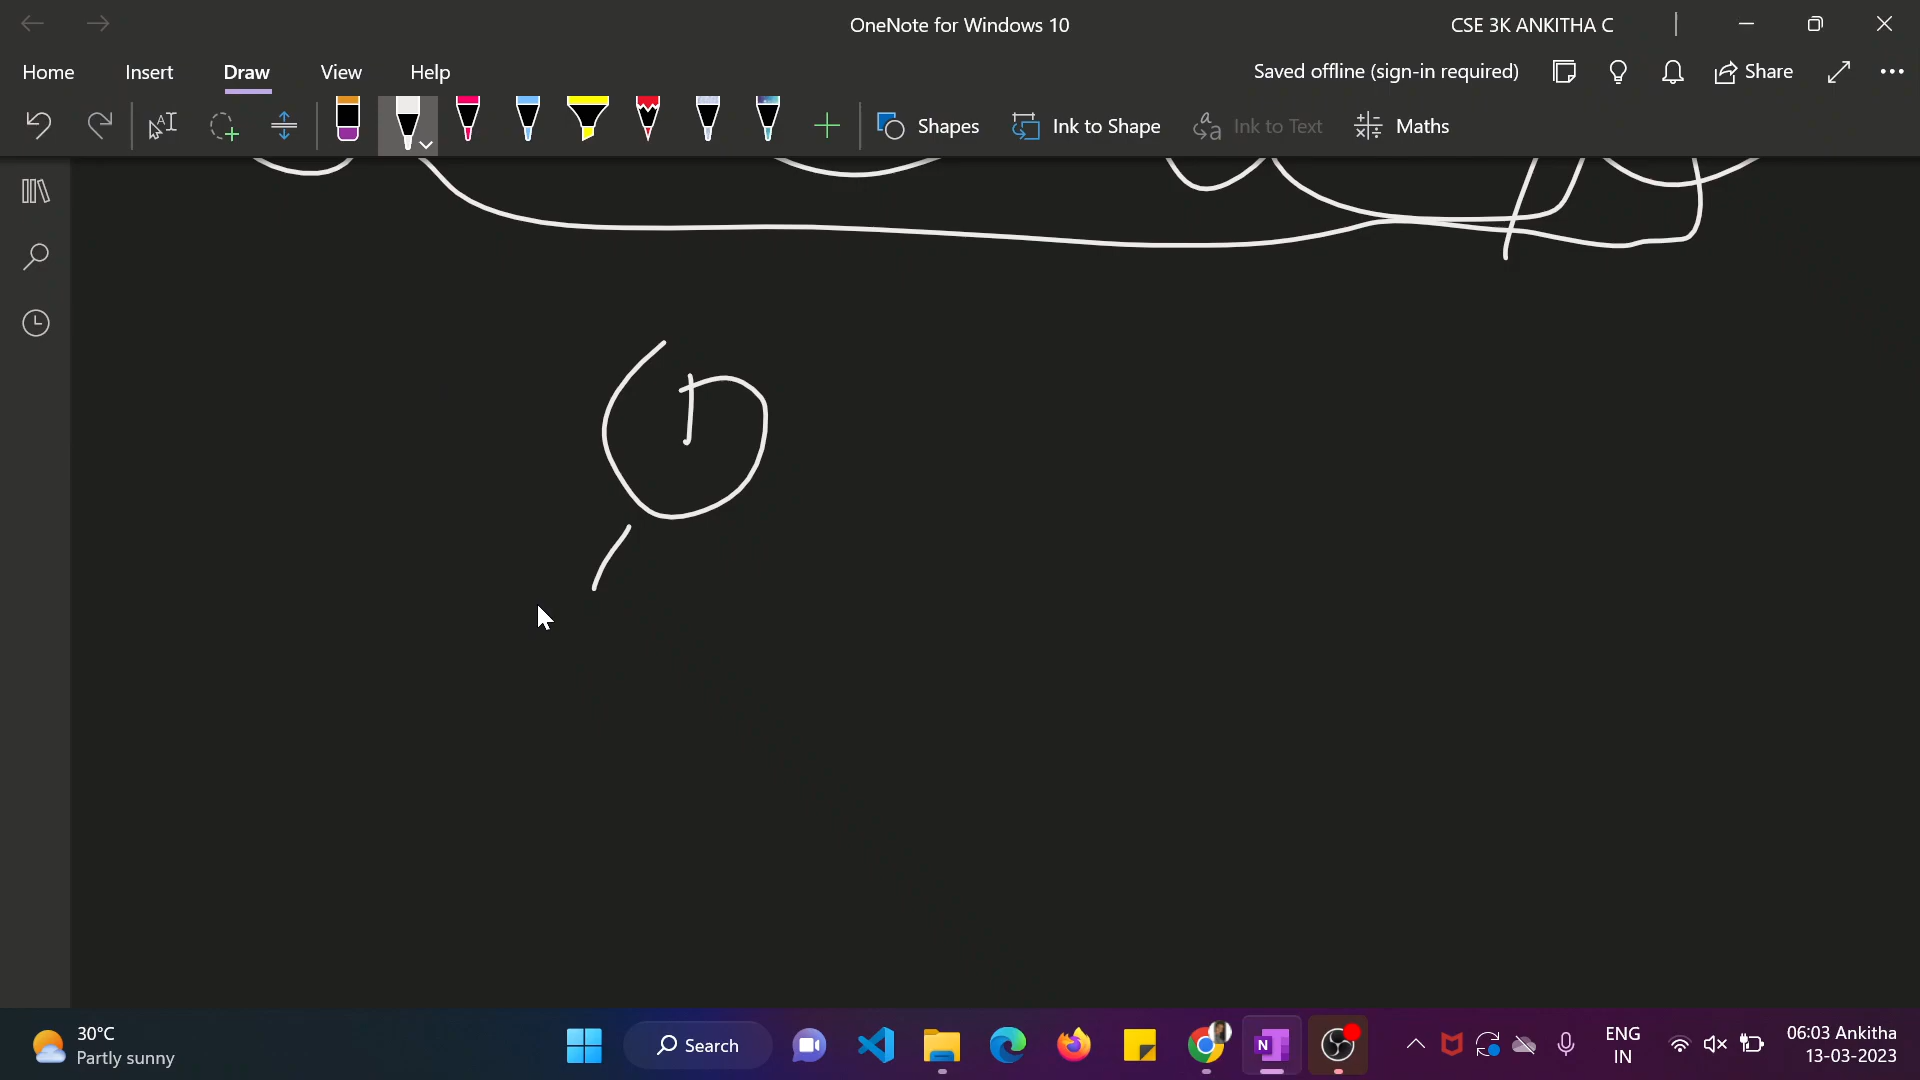 OneNote for Windows 10
CSE 3K ANKITHA C
Home Insert Draw View Help
Saved offline (sign-in required)
Share
Shapes
Ink to Shape
Ink to Text
Maths
1
30°C
Partly sunny
Search
ENG
IN
06:03 Ankitha
13-03-2023